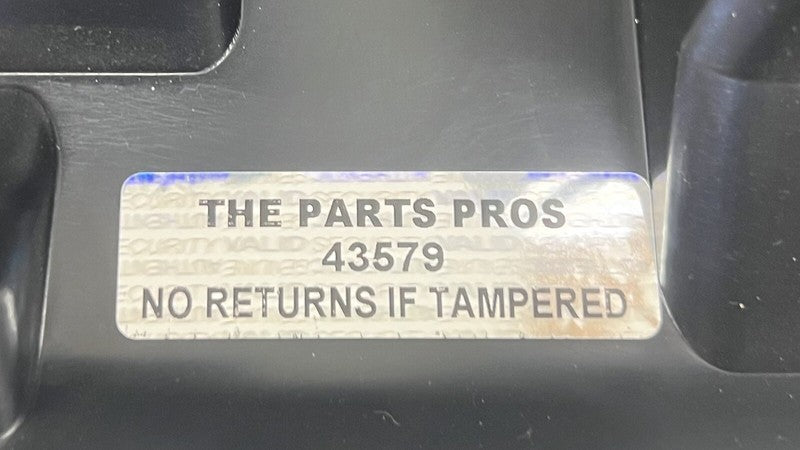 THE PARTS PROS
43579
NO RETURNS IF TAMPERED